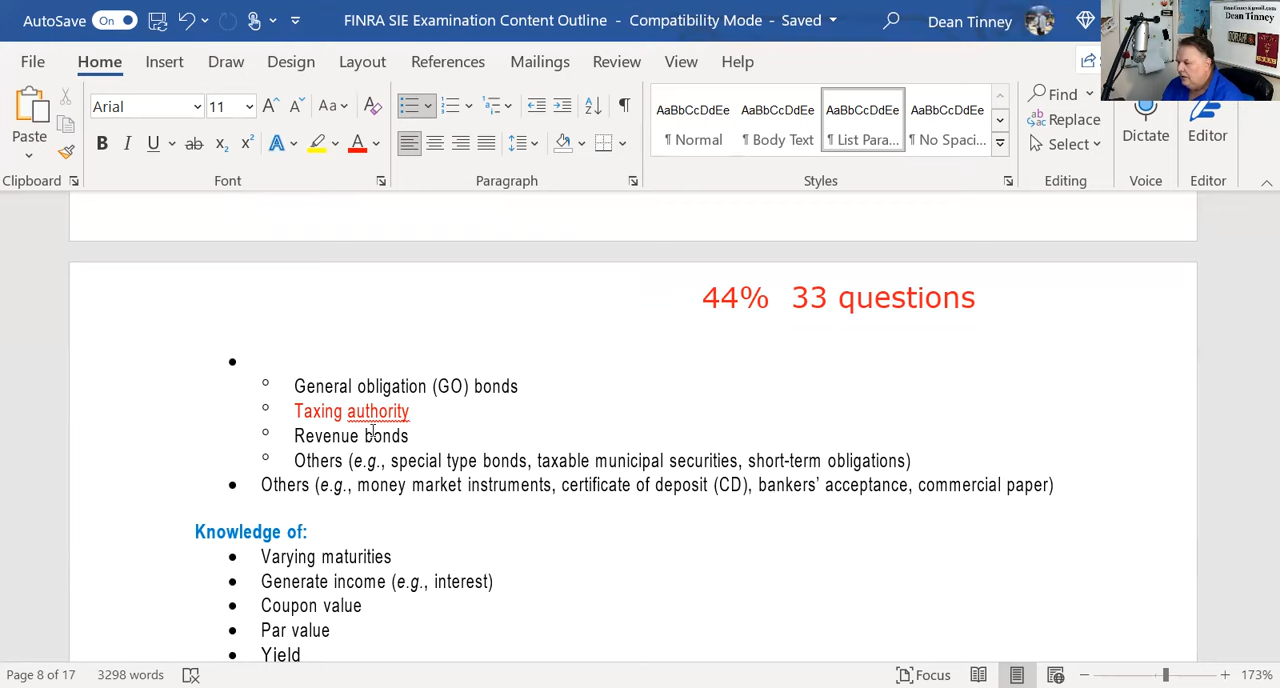 AutoSave On FINRA SIE Examination Content Outline - Compatibility Mode - Saved Dean Tinney
Dean Tinney
File Home Insert Draw Design Layout References Mailings Review View Help
Arial 11 Aa
AaBbCcDdEe AaBbCcDdEe AaBbCcDdEe AaBbCcDdEe
¶ Normal ¶ Body Text ¶ List Para... ¶ No Spaci...
Paste
Find
Replace
Select
Dictate
Editor
Clipboard Font Paragraph Styles Editing Voice Editor
44% 33 questions
General obligation (GO) bonds
Taxing authority
Revenue bonds
Others (e.g., special type bonds, taxable municipal securities, short-term obligations)
Others (e.g., money market instruments, certificate of deposit (CD), bankers’ acceptance, commercial paper)
Knowledge of:
Varying maturities
Generate income (e.g., interest)
Coupon value
Par value
Yield
Page 8 of 17 3298 words Focus 173%